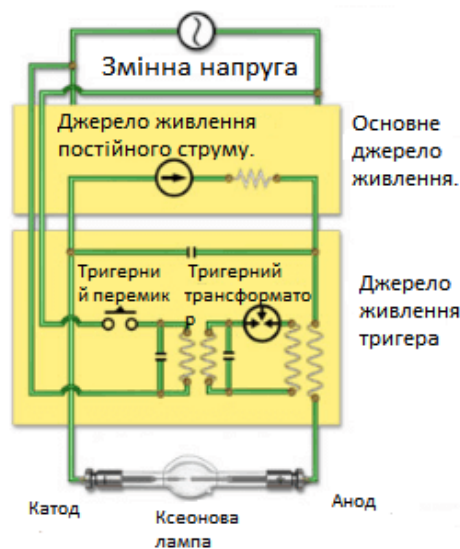 Змінна напруга
Джерело живлення
постійного струму.
Основне
джерело
живлення.
Тригерни
й перемик
Тригерний
трансформато
р
Джерело
живлення
тригера
Катод
Ксеонова
лампа
Анод